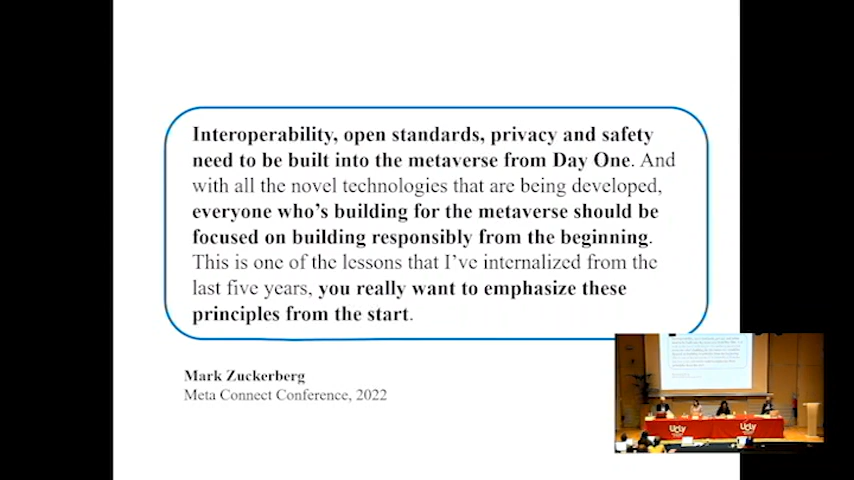 Interoperability, open standards, privacy and safety
need to be built into the metaverse from Day One. And
with all the novel technologies that are being developed,
everyone who's building for the metaverse should be
focused on building responsibly from the beginning.
This is one of the lessons that I've internalized from the
last five years, you really want to emphasize these
principles from the start.
Mark Zuckerberg
Meta Connect Conference, 2022